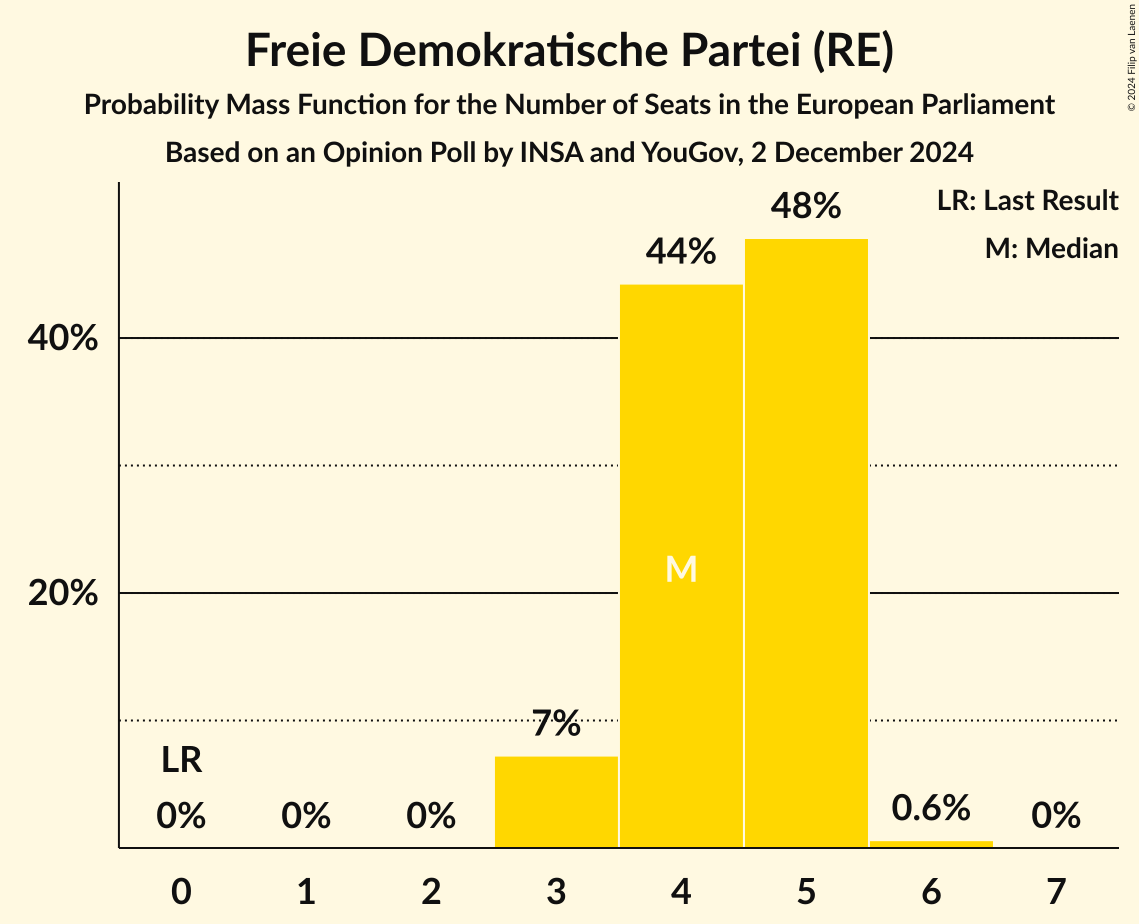 Freie Demokratische Partei (RE)
Probability Mass Function for the Number of Seats in the European Parliament
Based on an Opinion Poll by INSA and YouGov, 2 December 2024
© 2024 Filip van Laenen
LR: Last Result
M: Median
48%
44%
40%
M
20%
7%
LR
0%
0%
0%
0.6%
0%
0 1 2 3 4 5 6 7